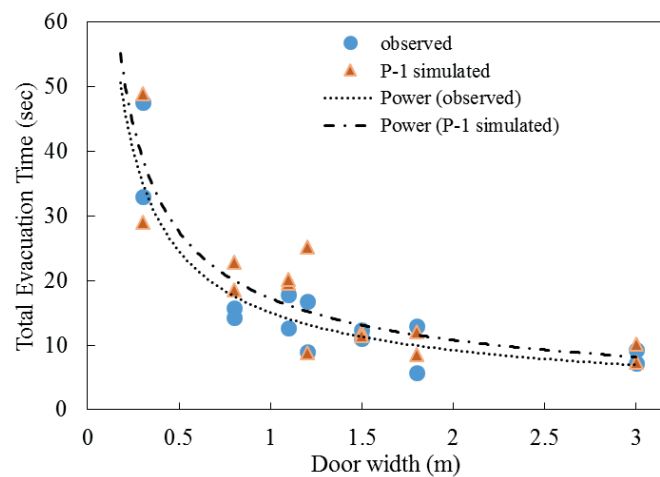 60
50
40
30
20
10
0
Total Evacuation Time (sec)
observed
P-1 simulated
Power (observed)
Power (P-1 simulated)
0 0.5 1 1.5 2 2.5 3
Door width (m)